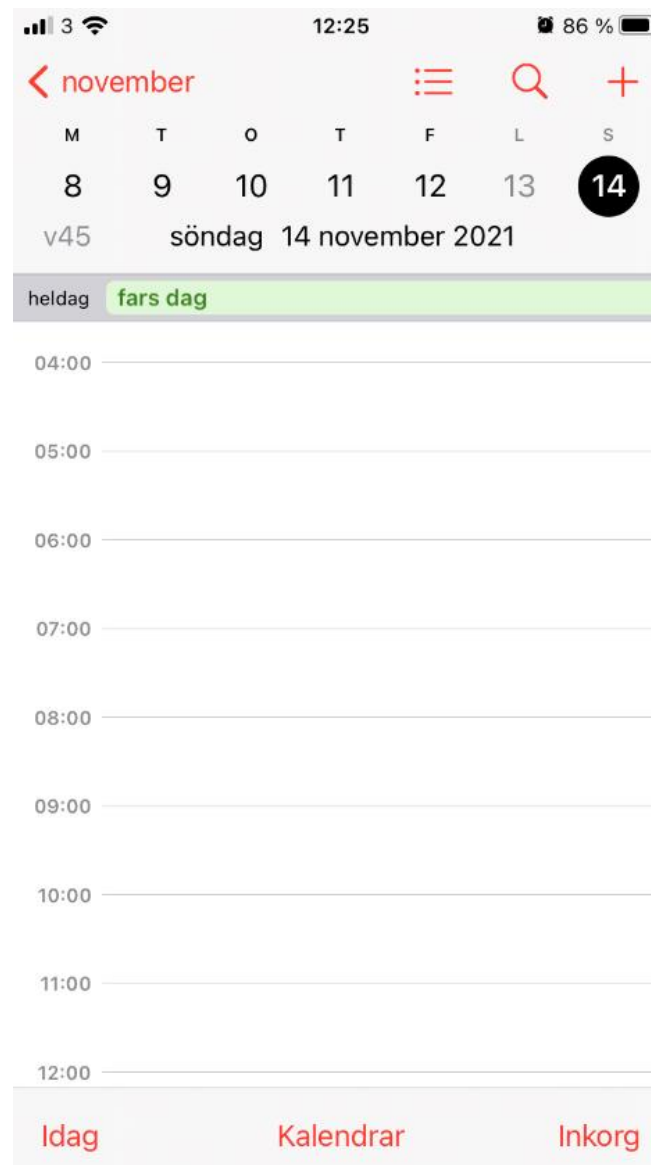 3 12:25 86 %
november
M T O T F L S
8 9 10 11 12 13 14
v45 söndag 14 november 2021
heldag fars dag
04:00
05:00
06:00
07:00
08:00
09:00
10:00
11:00
12:00
Idag Kalendrar Inkorg